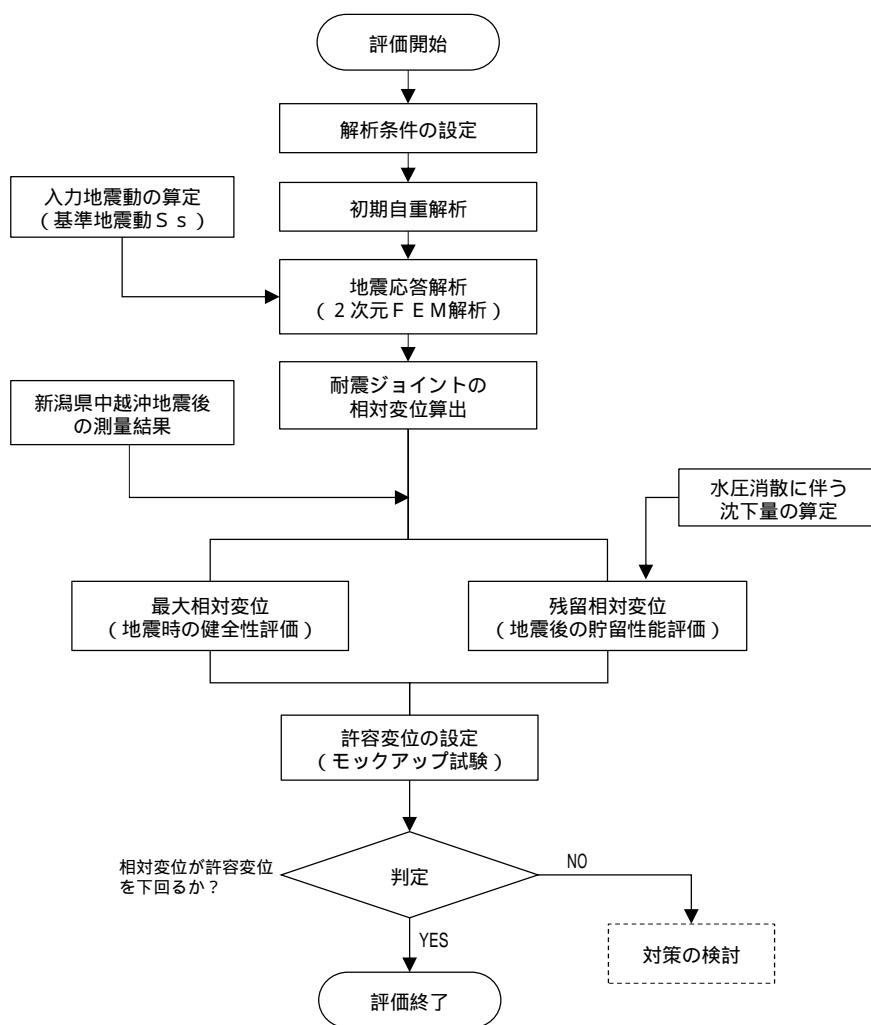 評価開始
解析条件の設定
入力地震動の算定
（基準地震動Ｓｓ）
初期自重解析
地震応答解析
（２次元ＦＥＭ解析）
耐震ジョイントの
相対変位算出
新潟県中越沖地震後
の測量結果
水圧消散に伴う
沈下量の算定
最大相対変位
（地震時の健全性評価）
残留相対変位
（地震後の貯留性能評価）
許容変位の設定
（モックアップ試験）
相対変位が許容変位
を下回るか？
判定
NO
YES
対策の検討
評価終了